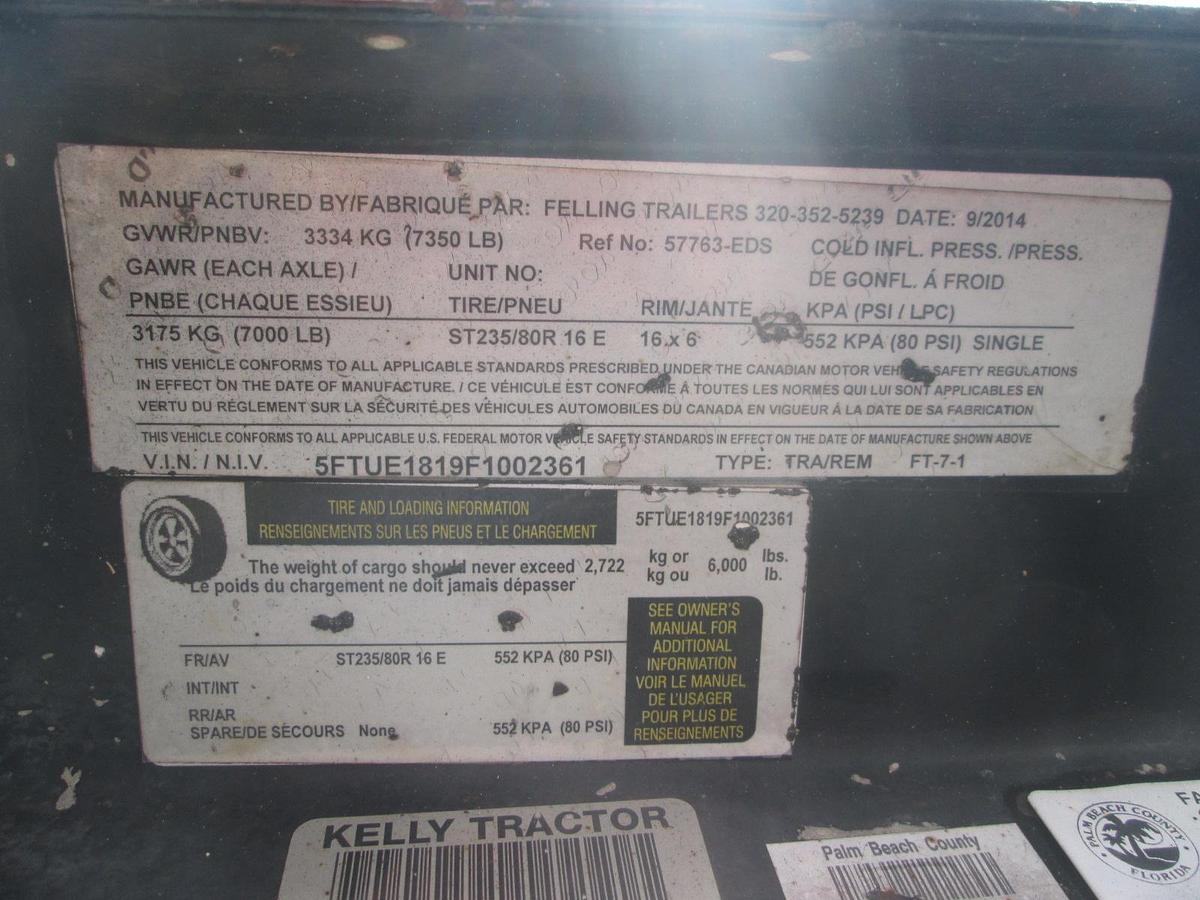 MANUFACTURED BY/FABRIQUÉ PAR: FELLING TRAILERS 320-352-5239 DATE: 9/2014
GVWR/PNBV: 3334 KG (7350 LB) Ref No: 57763-EDS COLD INFL. PRESS. /PRESS.
GAWR (EACH AXLE) / UNIT NO: DE GONFL. Á FROID
PNBE (CHAQUE ESSIEU) TIRE/PNEU RIM/JANTE KPA (PSI / LPC)
3175 KG (7000 LB) ST235/80R 16 E 16 x 6 552 KPA (80 PSI) SINGLE
THIS VEHICLE CONFORMS TO ALL APPLICABLE STANDARDS PRESCRIBED UNDER THE CANADIAN MOTOR VEHICLE SAFETY REGULATIONS
IN EFFECT ON THE DATE OF MANUFACTURE. / CE VÉHICULE EST CONFORME Á TOUTES LES NORMES QUI LUI SONT APPLICABLES EN
VERTU DU RÉGLEMENT SUR LA SÉCURITÉ DES VÉHICULES AUTOMOBILES DU CANADA EN VIGUEUR Á LA DATE DE SA FABRICATION
THIS VEHICLE CONFORMS TO ALL APPLICABLE U.S. FEDERAL MOTOR VEHICLE SAFETY STANDARDS IN EFFECT ON THE DATE OF MANUFACTURE SHOWN ABOVE
V.I.N. / N.I.V. 5FTUE1819F1002361 TYPE: TRA/REM FT-7-1
TIRE AND LOADING INFORMATION
RENSEIGNEMENTS SUR LES PNEUS ET LE CHARGEMENT
5FTUE1819F1002361
The weight of cargo should never exceed 2,722 kg or 6,000 lbs.
Le poids du chargement ne doit jamais dépasser kg ou lb.
SEE OWNER'S
MANUAL FOR
ADDITIONAL
INFORMATION
VOIR LE MANUEL
DE L'USAGER
POUR PLUS DE
RENSEIGNEMENTS
FR/AV ST235/80R 16 E 552 KPA (80 PSI)
INT/INT
RR/AR
SPARE/DE SECOURS None 552 KPA (80 PSI)
KELLY TRACTOR
Palm Beach County
PALM BEACH COUNTY
FLORIDA